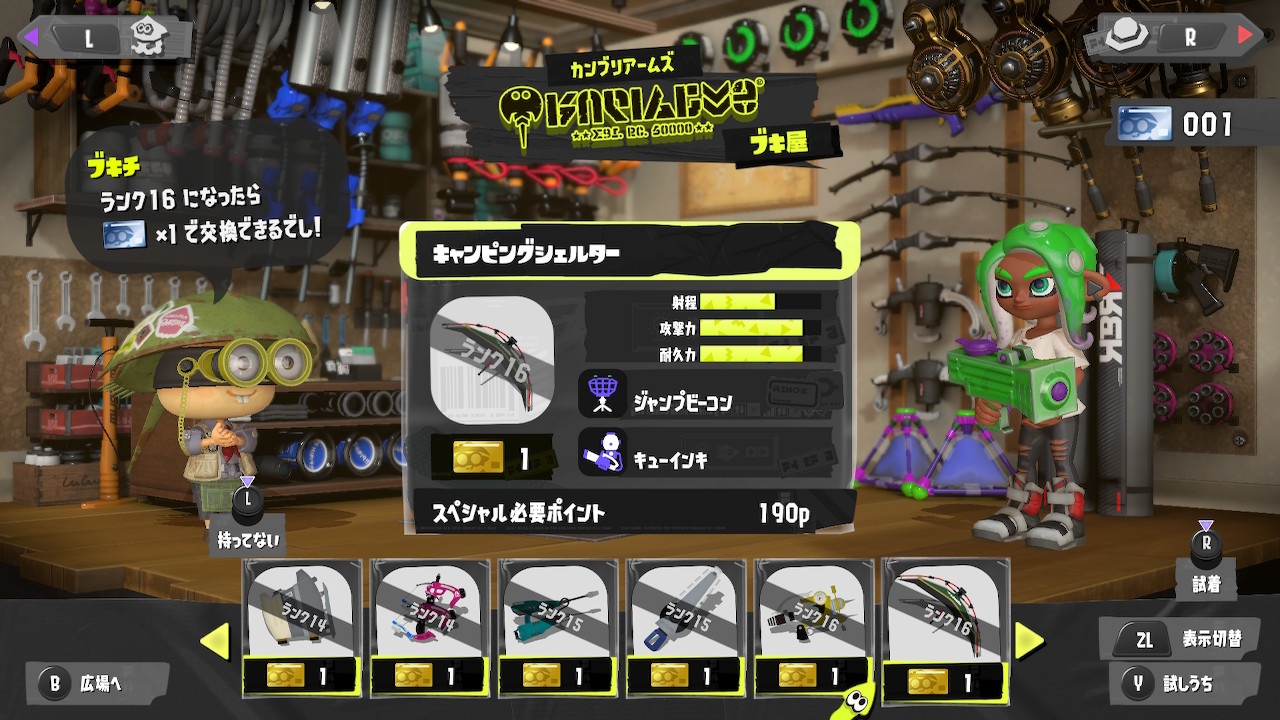 L
R
カンブリアームズ
ブキ屋
001
ブキチ
ランク16 になったら
×1 で交換できるでし!
キャンピングシェルター
ランク16
射程
攻撃力
耐久力
ジャンプビーコン
1
キューインキ
スペシャル必要ポイント 190p
L
持ってない
R
試着
ランク14
ランク14
ランク15
ランク15
ランク16
ランク16
1
1
1
1
1
1
B 広場へ
ZL 表示切替
Y 試しうち